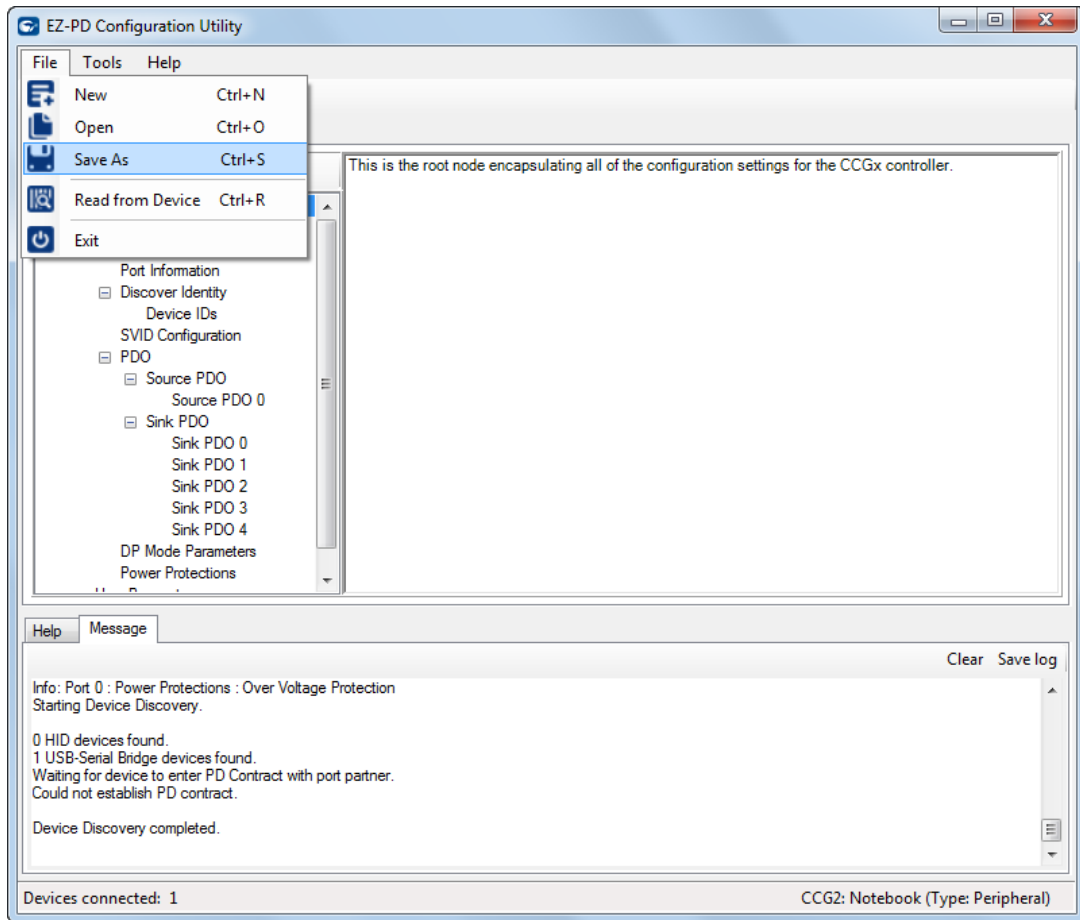 EZ-PD Configuration Utility
File Tools Help
New Ctrl+N
Open Ctrl+O
Save As Ctrl+S
Read from Device Ctrl+R
Exit
This is the root node encapsulating all of the configuration settings for the CCGx controller.
Port Information
Discover Identity
Device IDs
SVID Configuration
PDO
Source PDO
Source PDO 0
Sink PDO
Sink PDO 0
Sink PDO 1
Sink PDO 2
Sink PDO 3
Sink PDO 4
DP Mode Parameters
Power Protections
Help Message
Clear Save log
Info: Port 0 : Power Protections : Over Voltage Protection
Starting Device Discovery.
0 HID devices found.
1 USB-Serial Bridge devices found.
Waiting for device to enter PD Contract with port partner.
Could not establish PD contract.
Device Discovery completed.
Devices connected: 1
CCG2: Notebook (Type: Peripheral)